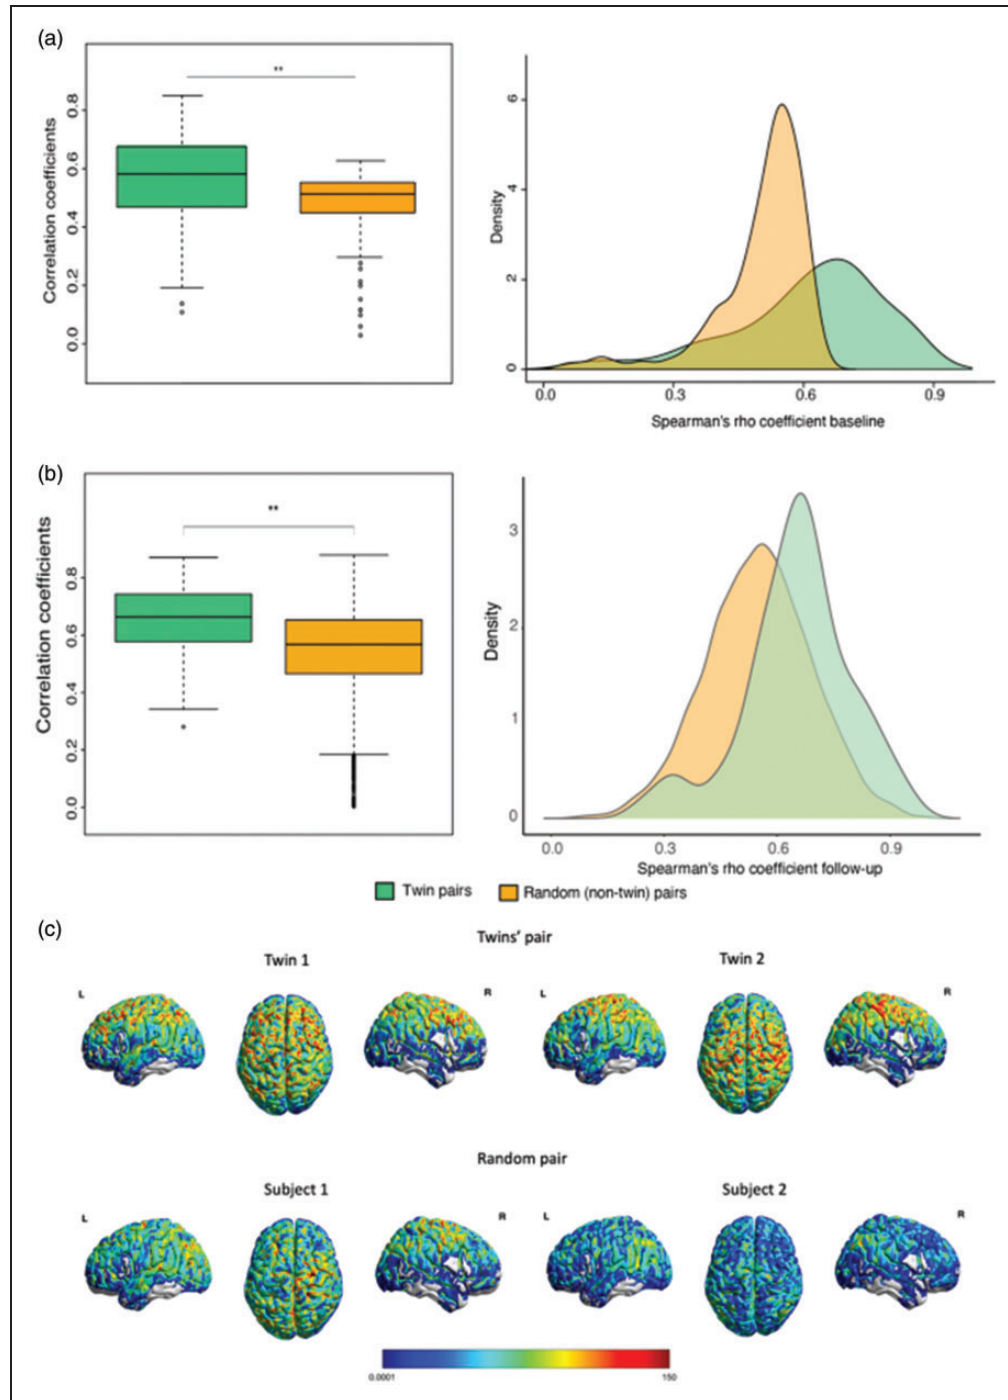 (a)
**
Correlation coefficients
0.0
0.2
0.4
0.6
0.8
Density
0
2
4
6
0.0 0.3 0.6 0.9
Spearman's rho coefficient baseline
(b)
**
Correlation coefficients
0.0
0.2
0.4
0.6
0.8
Density
3
2
1
0
0.0 0.3 0.6 0.9
Spearman's rho coefficient follow-up
Twin pairs Random (non-twin) pairs
(c)
Twins' pair
Twin 1 Twin 2
L R L R
Random pair
Subject 1 Subject 2
L R L R
0.0001 150